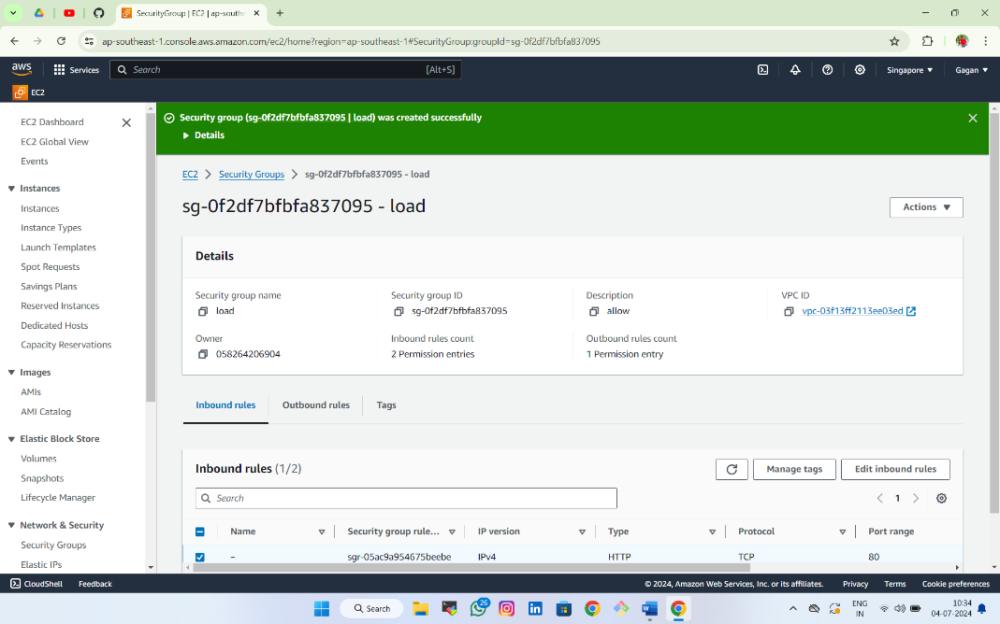 SecurityGroup | EC2 | ap-southe
ap-southeast-1.console.aws.amazon.com/ec2/home?region=ap-southeast-1#SecurityGroup:groupId=sg-0f2df7bfbfa837095
aws
Services
Search
[Alt+S]
Singapore
Gagan
EC2
EC2 Dashboard
EC2 Global View
Events
Instances
Instances
Instance Types
Launch Templates
Spot Requests
Savings Plans
Reserved Instances
Dedicated Hosts
Capacity Reservations
Images
AMIs
AMI Catalog
Elastic Block Store
Volumes
Snapshots
Lifecycle Manager
Network & Security
Security Groups
Elastic IPs
Security group (sg-0f2df7bfbfa837095 | load) was created successfully
Details
EC2
Security Groups
sg-0f2df7bfbfa837095 - load
sg-0f2df7bfbfa837095 - load
Actions
Details
Security group name
load
Security group ID
sg-0f2df7bfbfa837095
Description
allow
VPC ID
vpc-03f13ff2113ee03ed
Owner
058264206904
Inbound rules count
2 Permission entries
Outbound rules count
1 Permission entry
Inbound rules
Outbound rules
Tags
Inbound rules (1/2)
Manage tags
Edit inbound rules
Search
1
Name
Security group rule...
IP version
Type
Protocol
Port range
–
sgr-05ac9a954675beebe
IPv4
HTTP
TCP
80
CloudShell
Feedback
© 2024, Amazon Web Services, Inc. or its affiliates.
Privacy
Terms
Cookie preferences
Search
26
ENG
IN
10:34
04-07-2024